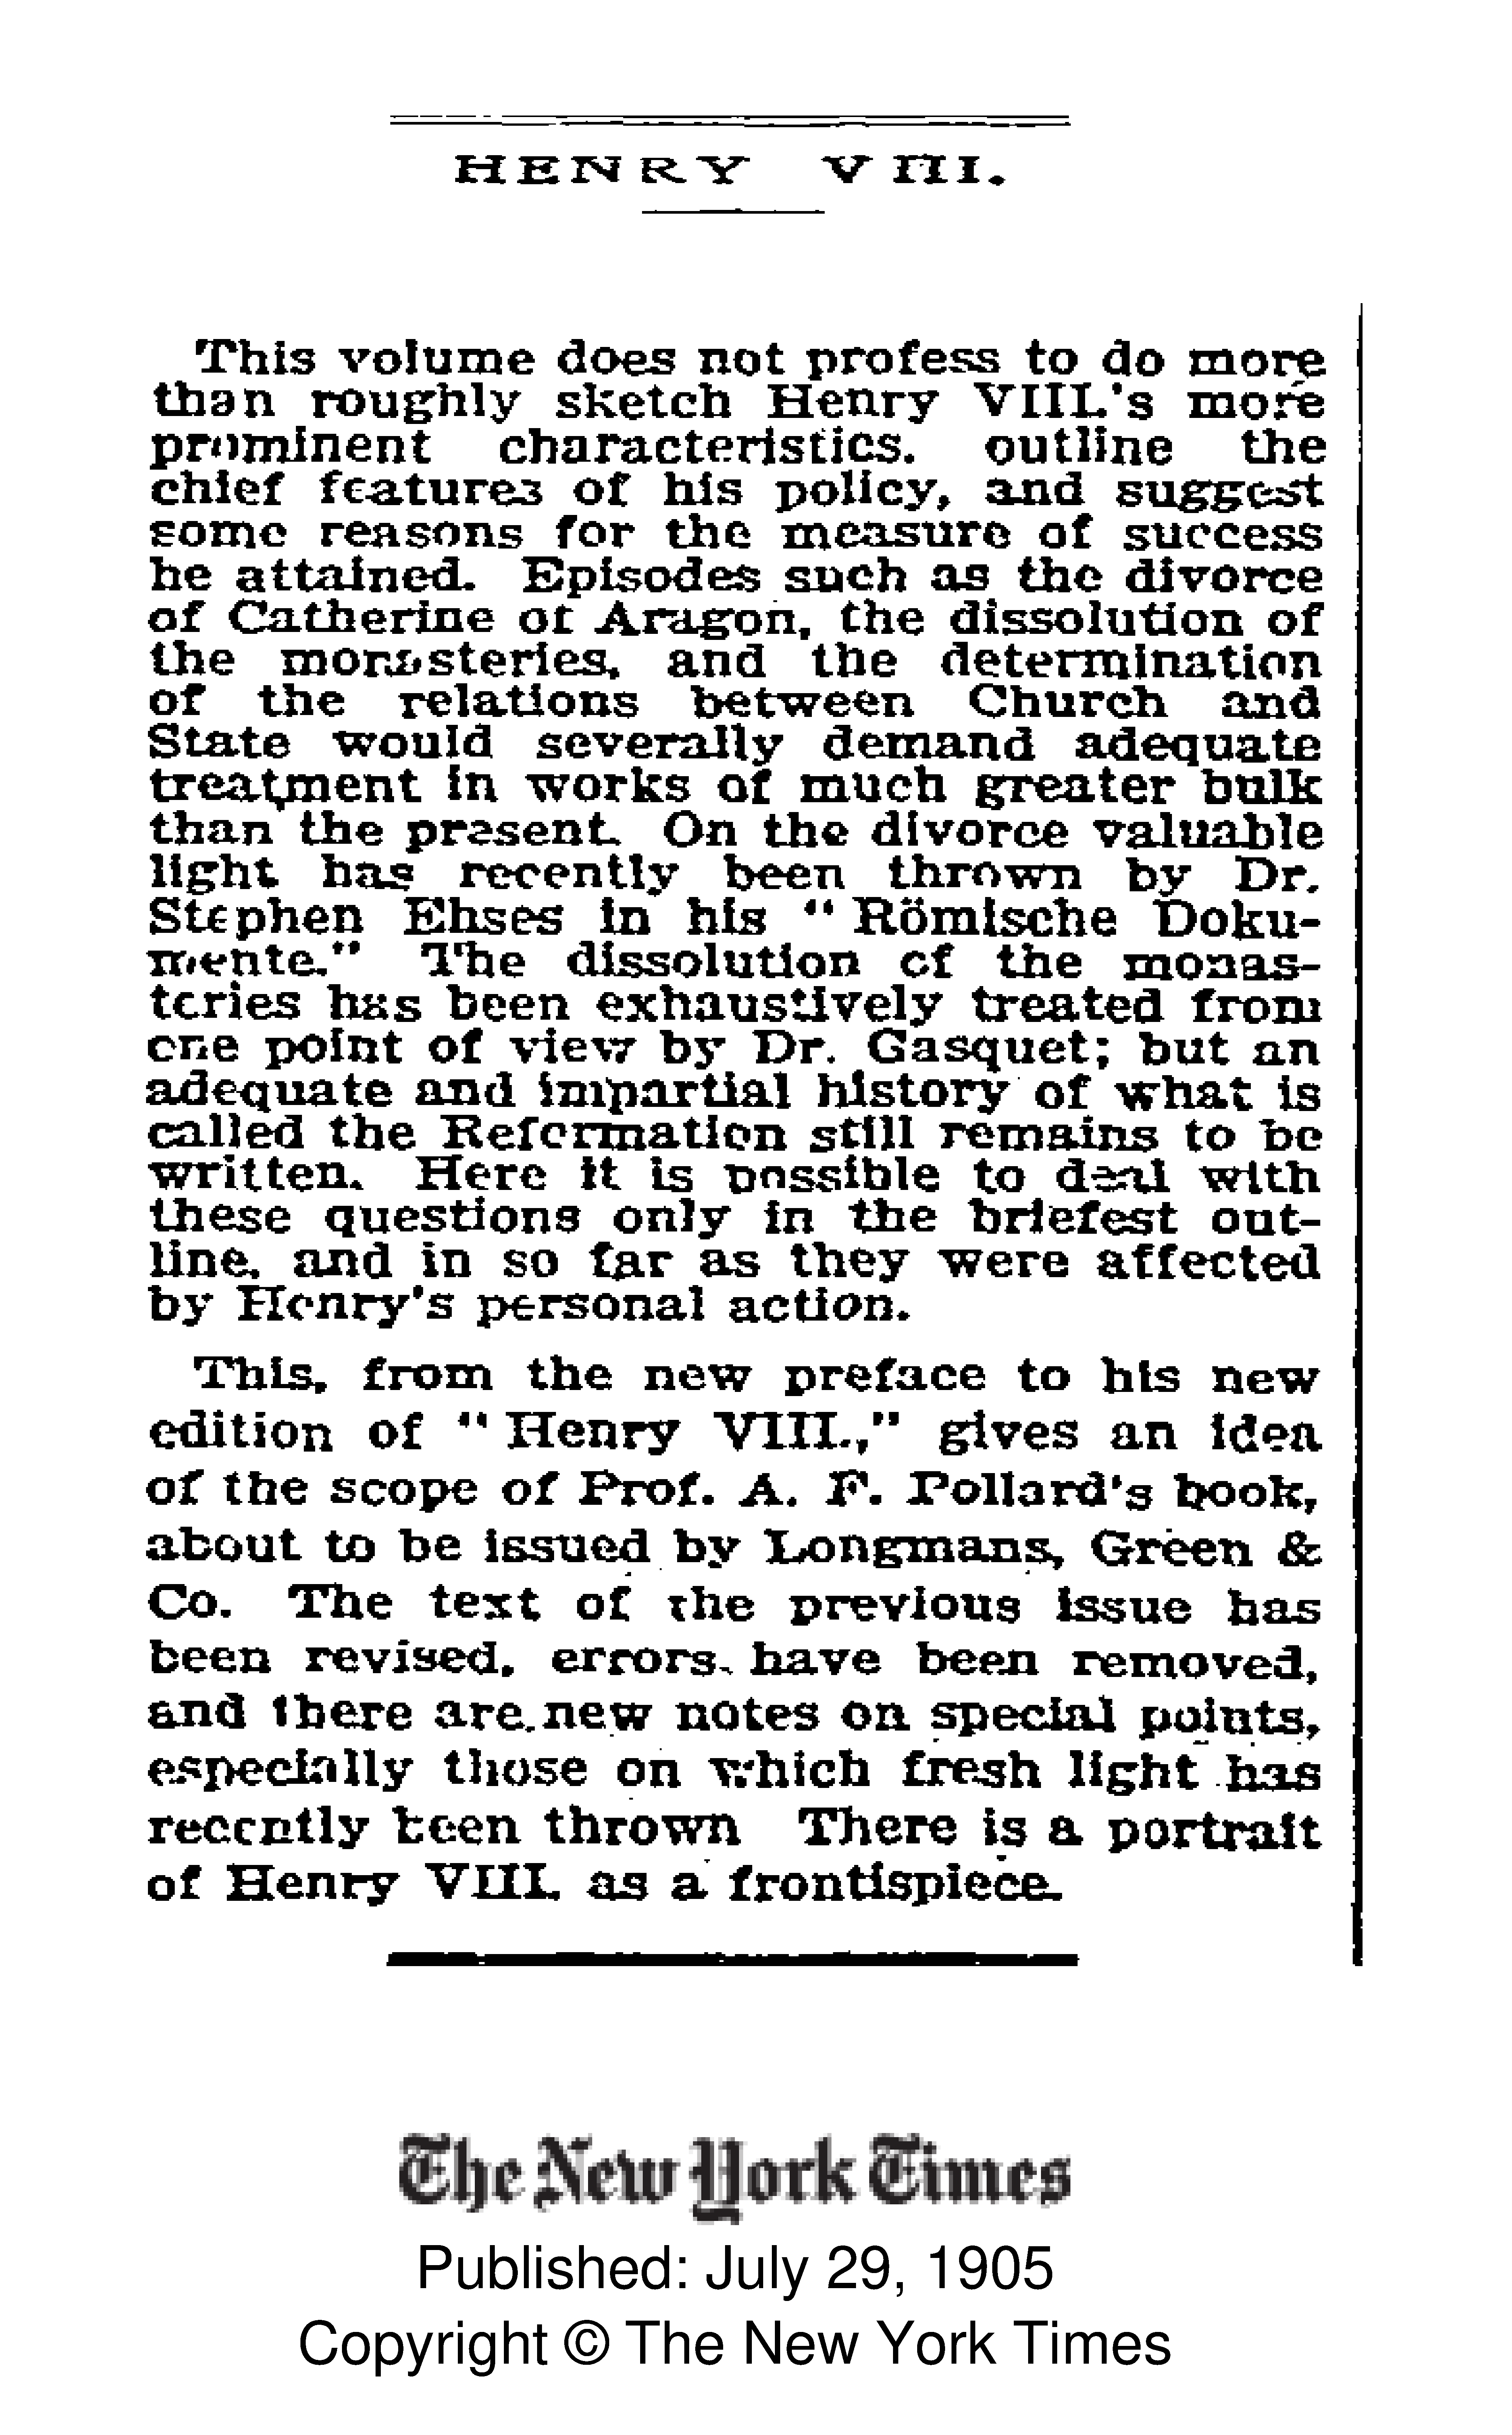 HENRY VIII.
This volume does not profess to do more
than roughly sketch Henry VIII.'s more
prominent characteristics, outline the
chief features of his policy, and suggest
some reasons for the measure of success
he attained. Episodes such as the divorce
of Catherine of Aragon, the dissolution of
the monasteries, and the determination
of the relations between Church and
State would severally demand adequate
treatment in works of much greater bulk
than the present. On the divorce valuable
light has recently been thrown by Dr.
Stephen Ehses in his "Römische Doku-
mente." The dissolution of the monas-
teries has been exhaustively treated from
one point of view by Dr. Gasquet; but an
adequate and impartial history of what is
called the Reformation still remains to be
written. Here it is possible to deal with
these questions only in the briefest out-
line, and in so far as they were affected
by Henry's personal action.
This, from the new preface to his new
edition of "Henry VIII.," gives an idea
of the scope of Prof. A. F. Pollard's book,
about to be issued by Longmans, Green &
Co. The text of the previous issue has
been revised, errors have been removed,
and there are new notes on special points,
especially those on which fresh light has
recently been thrown There is a portrait
of Henry VIII. as a frontispiece.
The New York Times
Published: July 29, 1905
Copyright © The New York Times